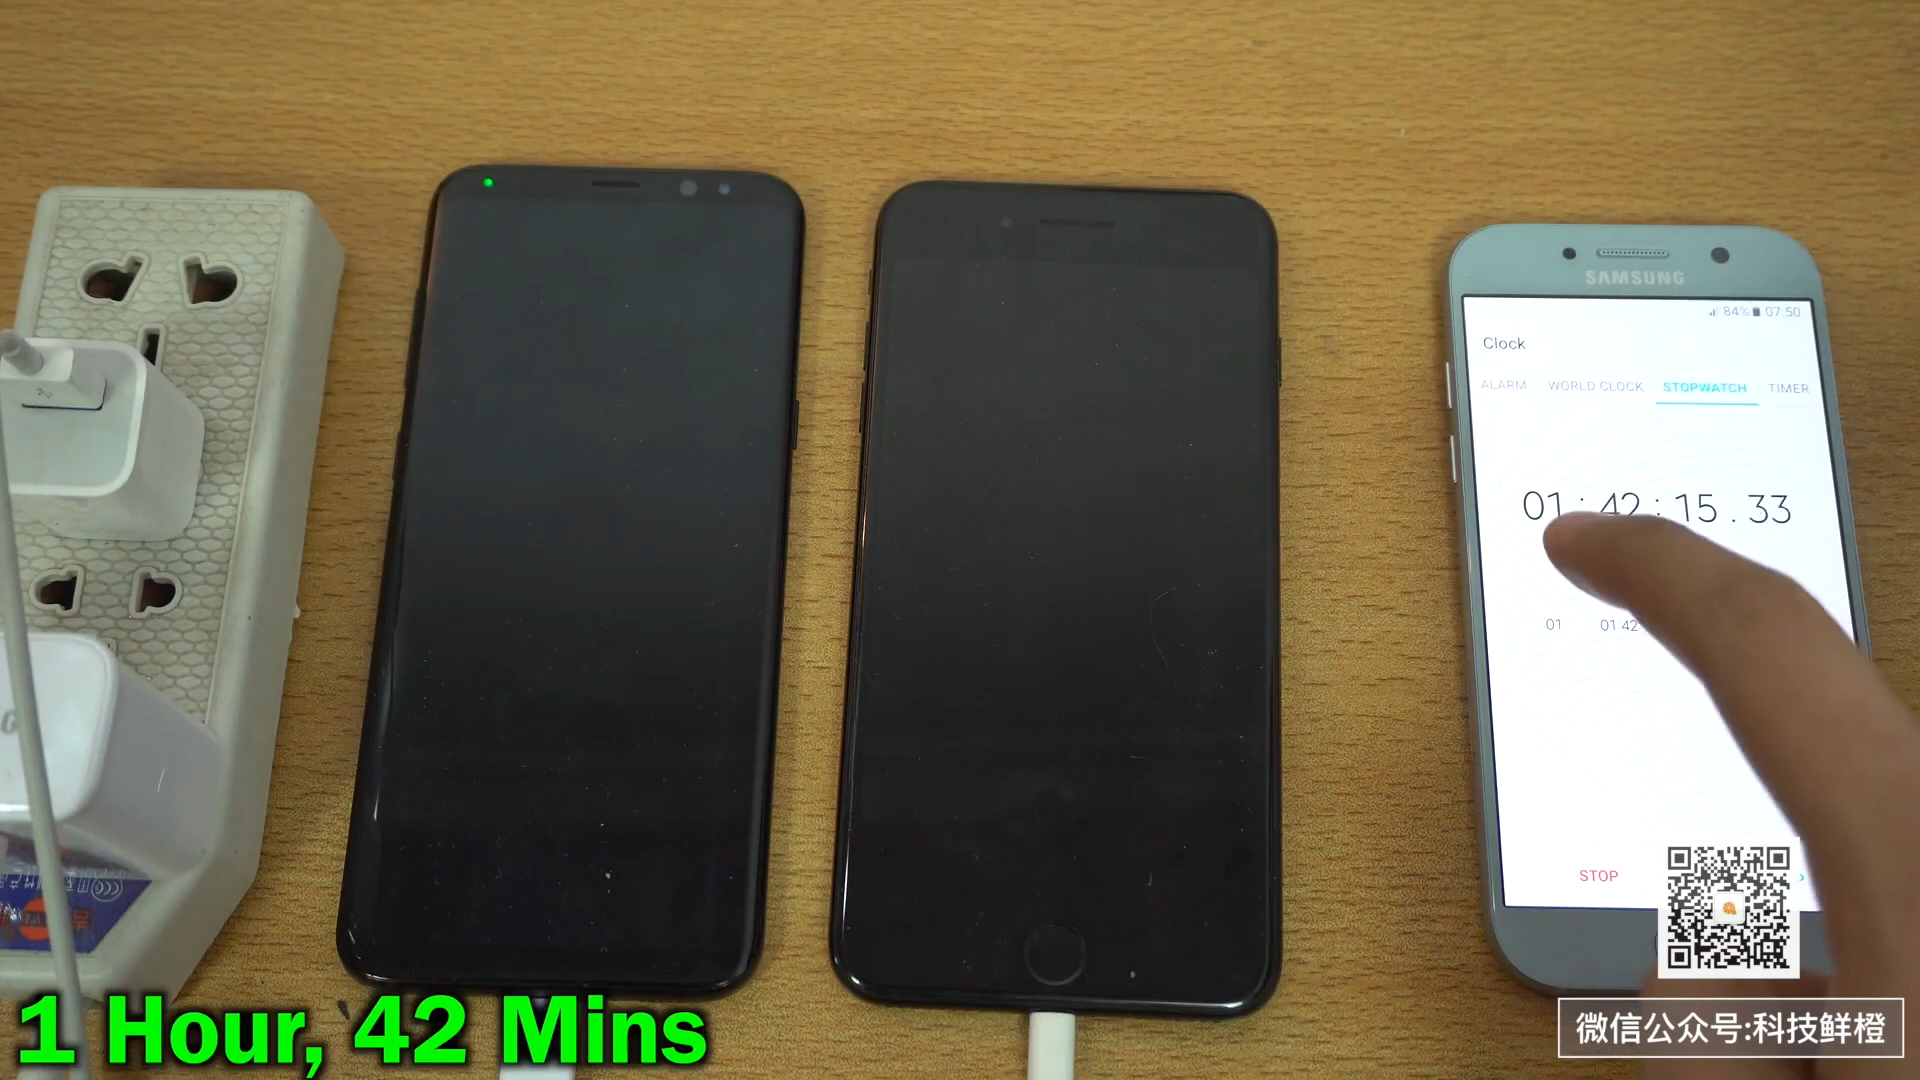 SAMSUNG
84% 07:50
Clock
ALARM WORLD CLOCK STOPWATCH TIMER
01:42:15.33
01 01:42
STOP
1 Hour, 42 Mins
微信公众号:科技鲜橙